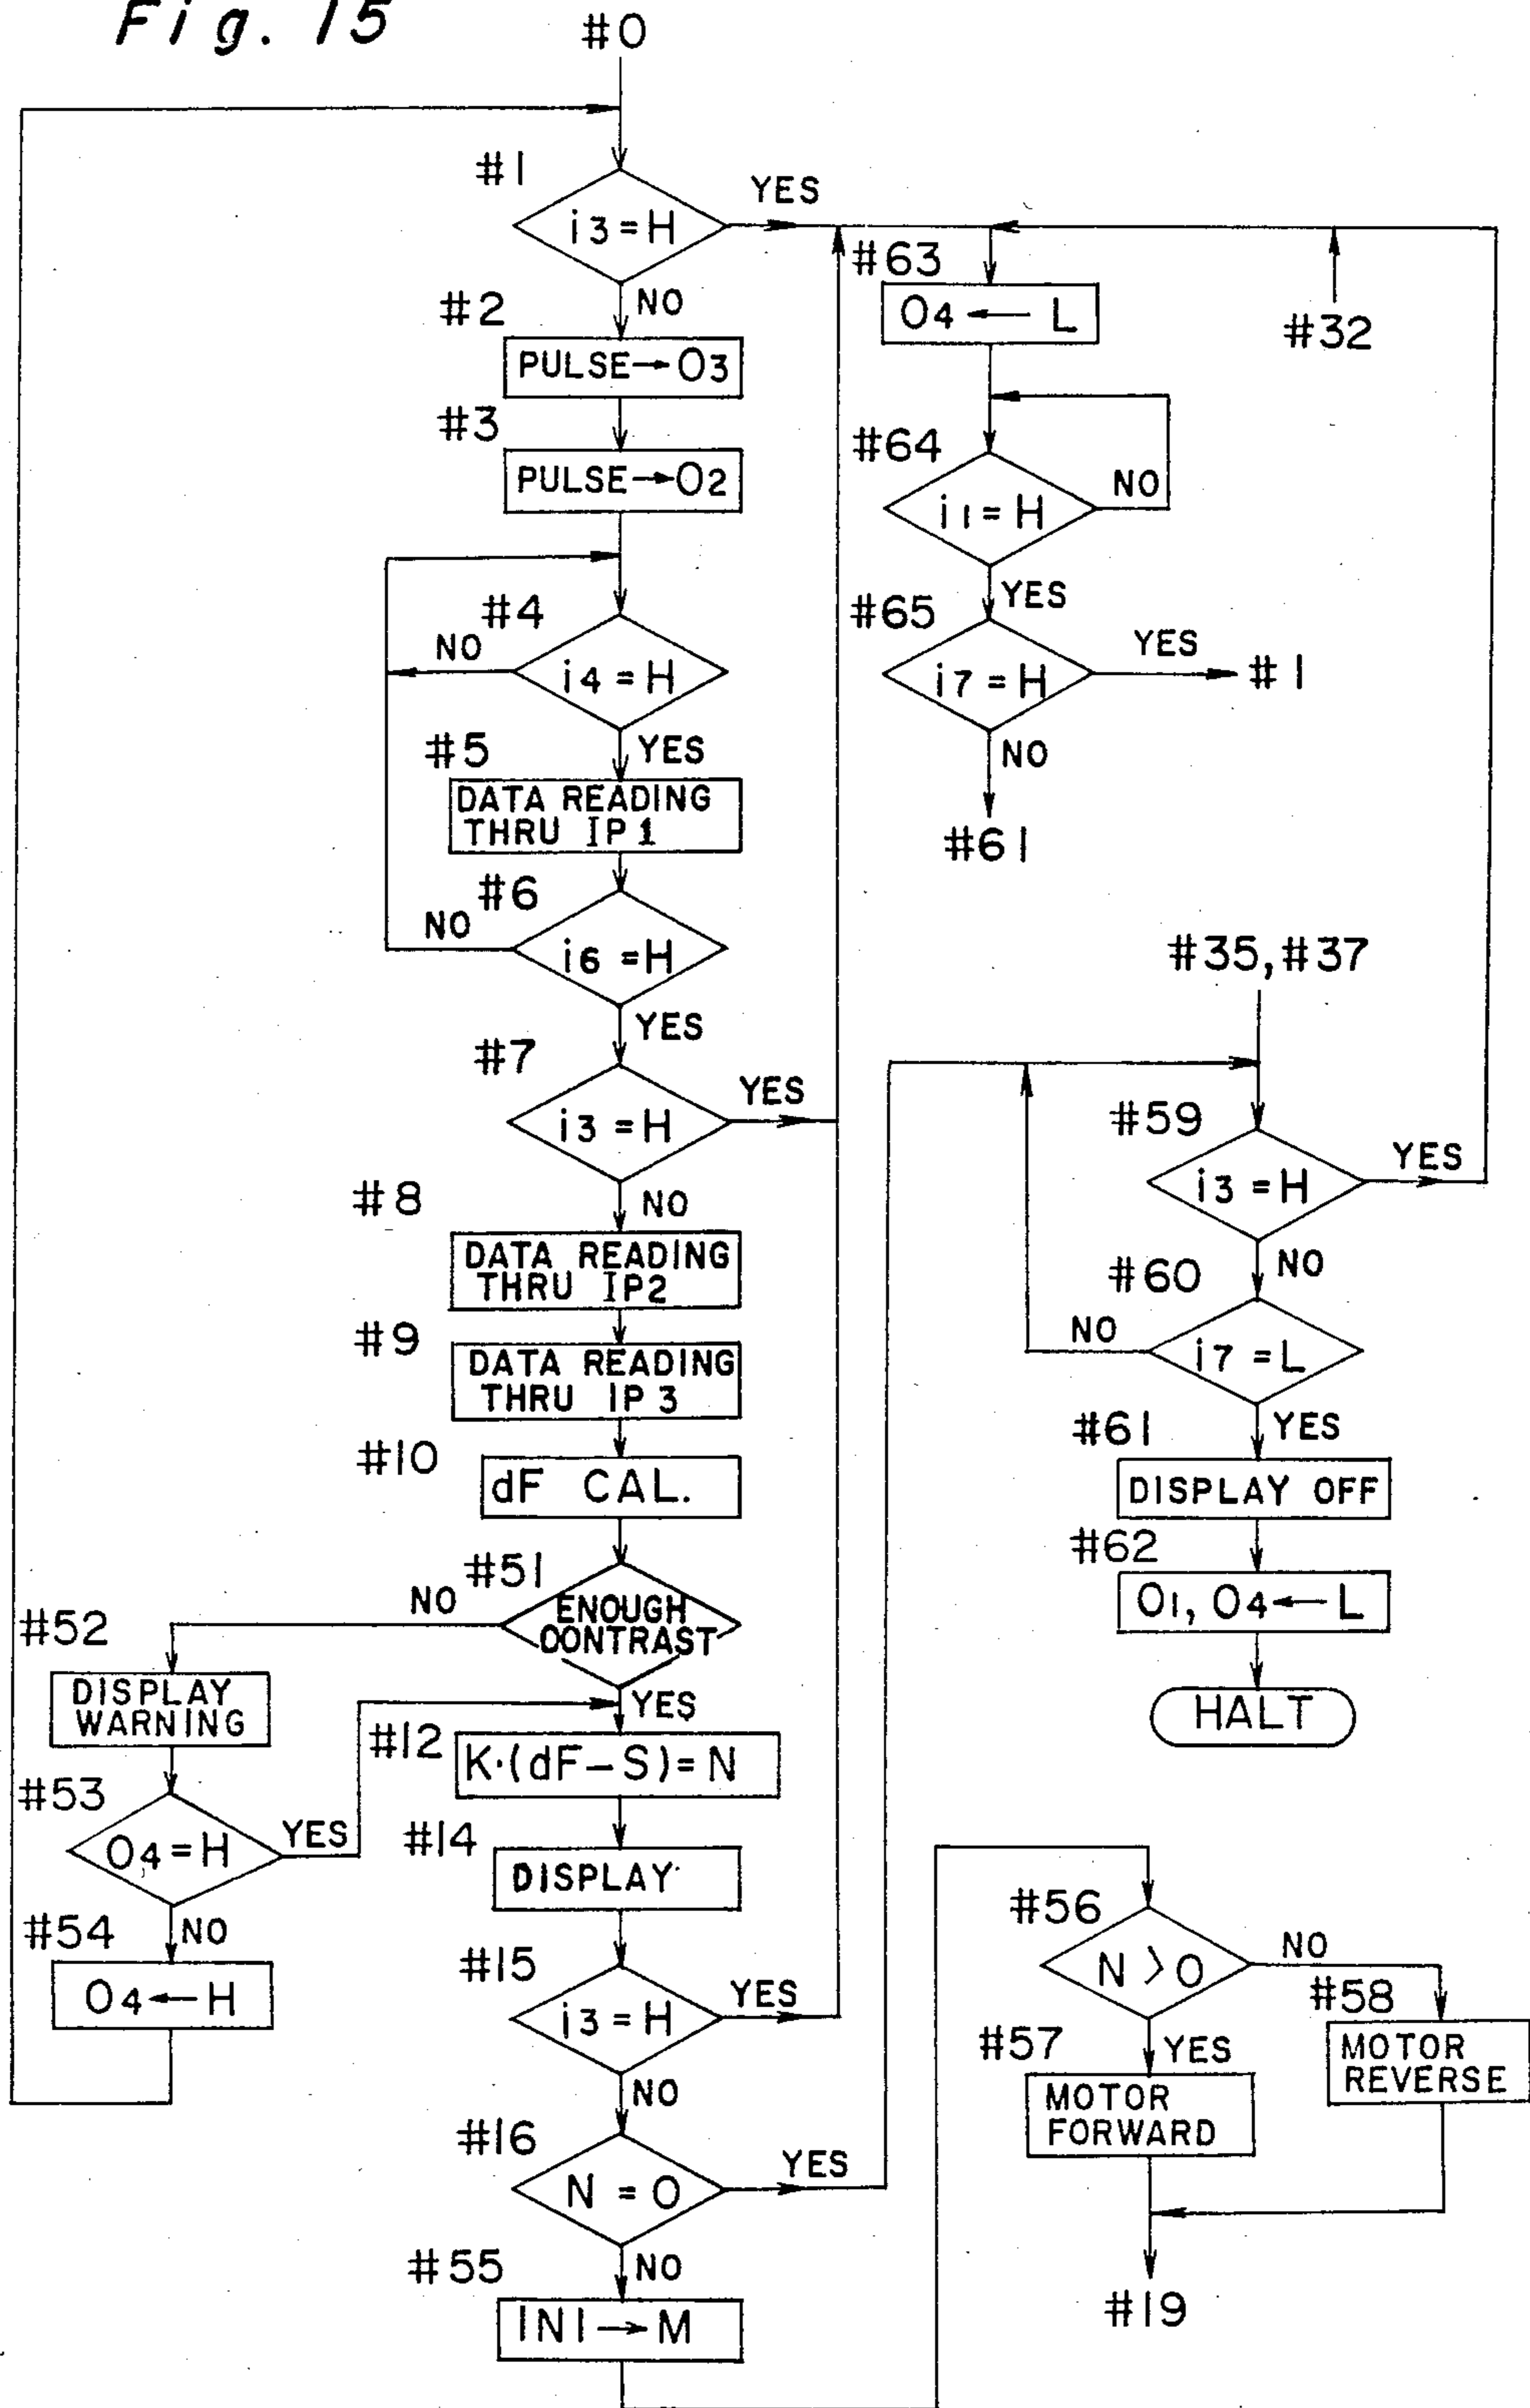 Fig. 15
#0
#1
i3=H
YES
NO
#2
PULSE→O3
#3
PULSE→O2
#4
NO
i4=H
YES
#5
DATA READING
THRU IP1
#6
NO
i6=H
YES
#7
i3=H
YES
NO
#8
DATA READING
THRU IP2
#9
DATA READING
THRU IP3
#10
dF CAL.
#51
NO
ENOUGH
CONTRAST
YES
#52
DISPLAY
WARNING
#53
O4=H
YES
NO
#54
O4←H
#12
K·(dF-S)=N
#14
DISPLAY
#15
i3=H
YES
NO
#16
N=0
YES
NO
#55
|N|→M
#63
O4←L
#32
#64
i1=H
NO
YES
#65
i7=H
YES
#1
NO
#61
#35,#37
#59
i3=H
YES
NO
#60
NO
i7=L
YES
#61
DISPLAY OFF
#62
O1, O4←L
HALT
#56
N>0
NO
YES
#57
MOTOR
FORWARD
#58
MOTOR
REVERSE
#19